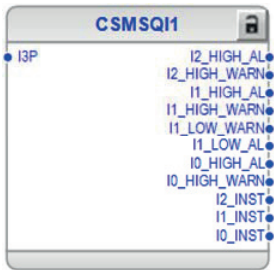 CSMSQI1
I3P
I2_HIGH_AL
I2_HIGH_WARN
I1_HIGH_AL
I1_HIGH_WARN
I1_LOW_WARN
I1_LOW_AL
I0_HIGH_AL
I0_HIGH_WARN
I2_INST
I1_INST
I0_INST